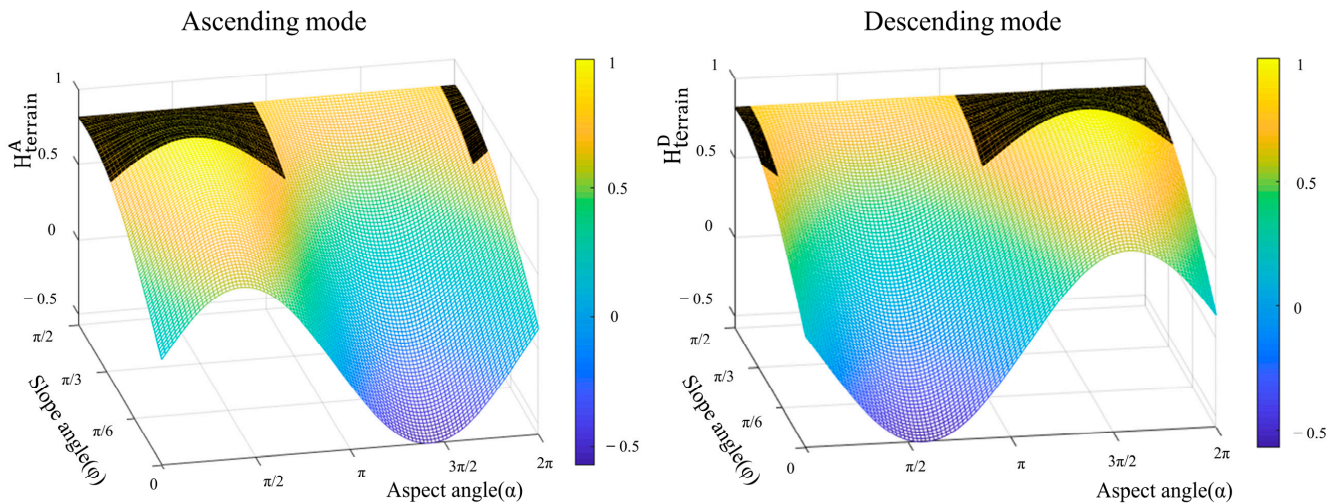 Ascending mode
1
0.5
0
−0.5
H^A_terrain
π/2
π/3
π/6
0
Slope angle(φ)
π/2
π
3π/2
2π
Aspect angle(α)
1
0.5
0
−0.5
Descending mode
1
0.5
0
−0.5
H^D_terrain
π/2
π/3
π/6
0
Slope angle(φ)
π/2
π
3π/2
2π
Aspect angle(α)
1
0.5
0
−0.5